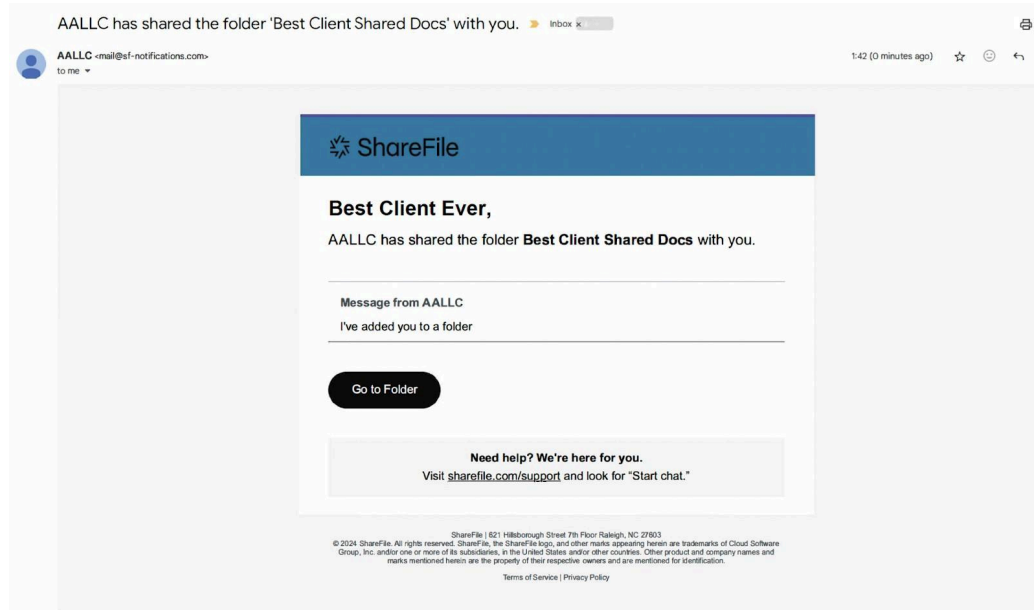 AALLC has shared the folder 'Best Client Shared Docs' with you.
Inbox x
AALLC <mail@sf-notifications.com>
1:42 (0 minutes ago)
to me
ShareFile
Best Client Ever,
AALLC has shared the folder Best Client Shared Docs with you.
Message from AALLC
I've added you to a folder
Go to Folder
Need help? We're here for you.
Visit sharefile.com/support and look for “Start chat.”
ShareFile | 621 Hillsborough Street 7th Floor Raleigh, NC 27603
© 2024 ShareFile. All rights reserved. ShareFile, the ShareFile logo, and other marks appearing herein are trademarks of Cloud Software
Group, Inc. and/or one or more of its subsidiaries, in the United States and/or other countries. Other product and company names and
marks mentioned herein are the property of their respective owners and are mentioned for identification.
Terms of Service | Privacy Policy